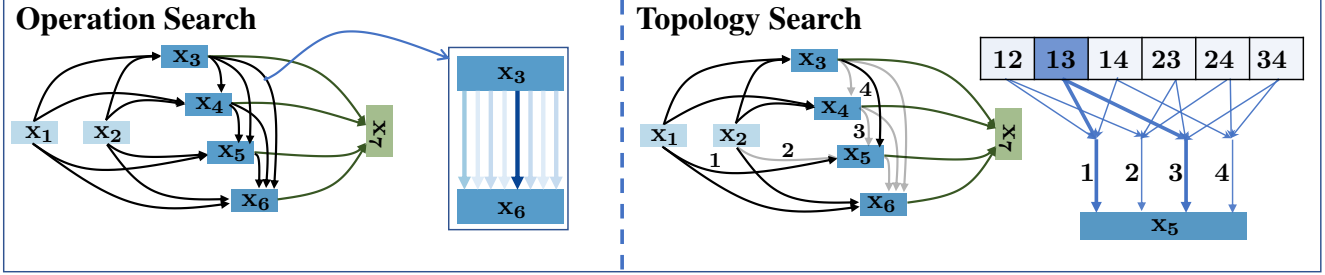 Operation Search
x₃
x₄
x₁
x₂
x₅
x₆
x₇
x₃
x₆
Topology Search
x₃
4
x₄
3
x₁
x₂
1
2
x₅
x₆
x₇
12 13 14 23 24 34
1 2 3 4
x₅